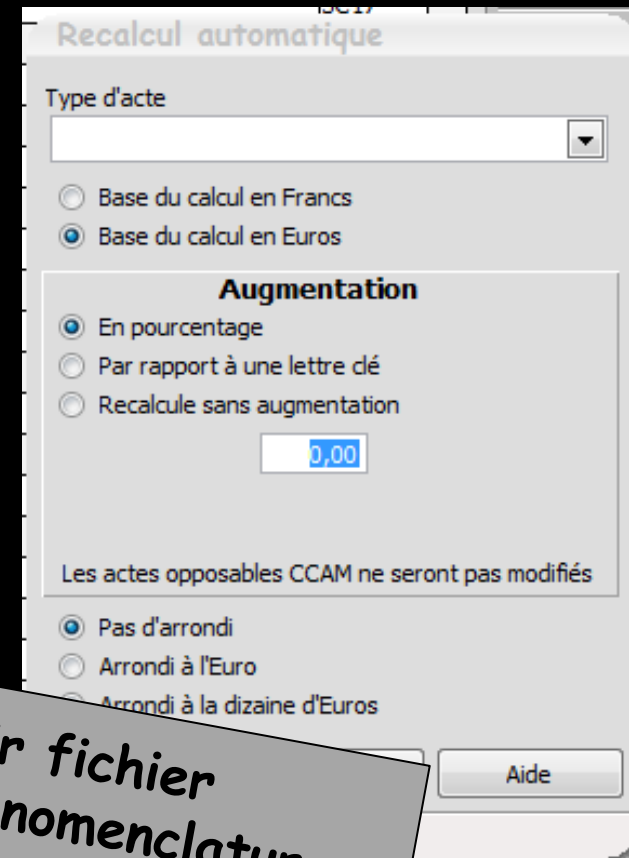 Recalcul automatique
Type d'acte
Base du calcul en Francs
Base du calcul en Euros
Augmentation
En pourcentage
Par rapport à une lettre clé
Recalcule sans augmentation
0,00
Les actes opposables CCAM ne seront pas modifiés
Pas d'arrondi
Arrondi à l'Euro
Arrondi à la dizaine d'Euros
Aide
fichier